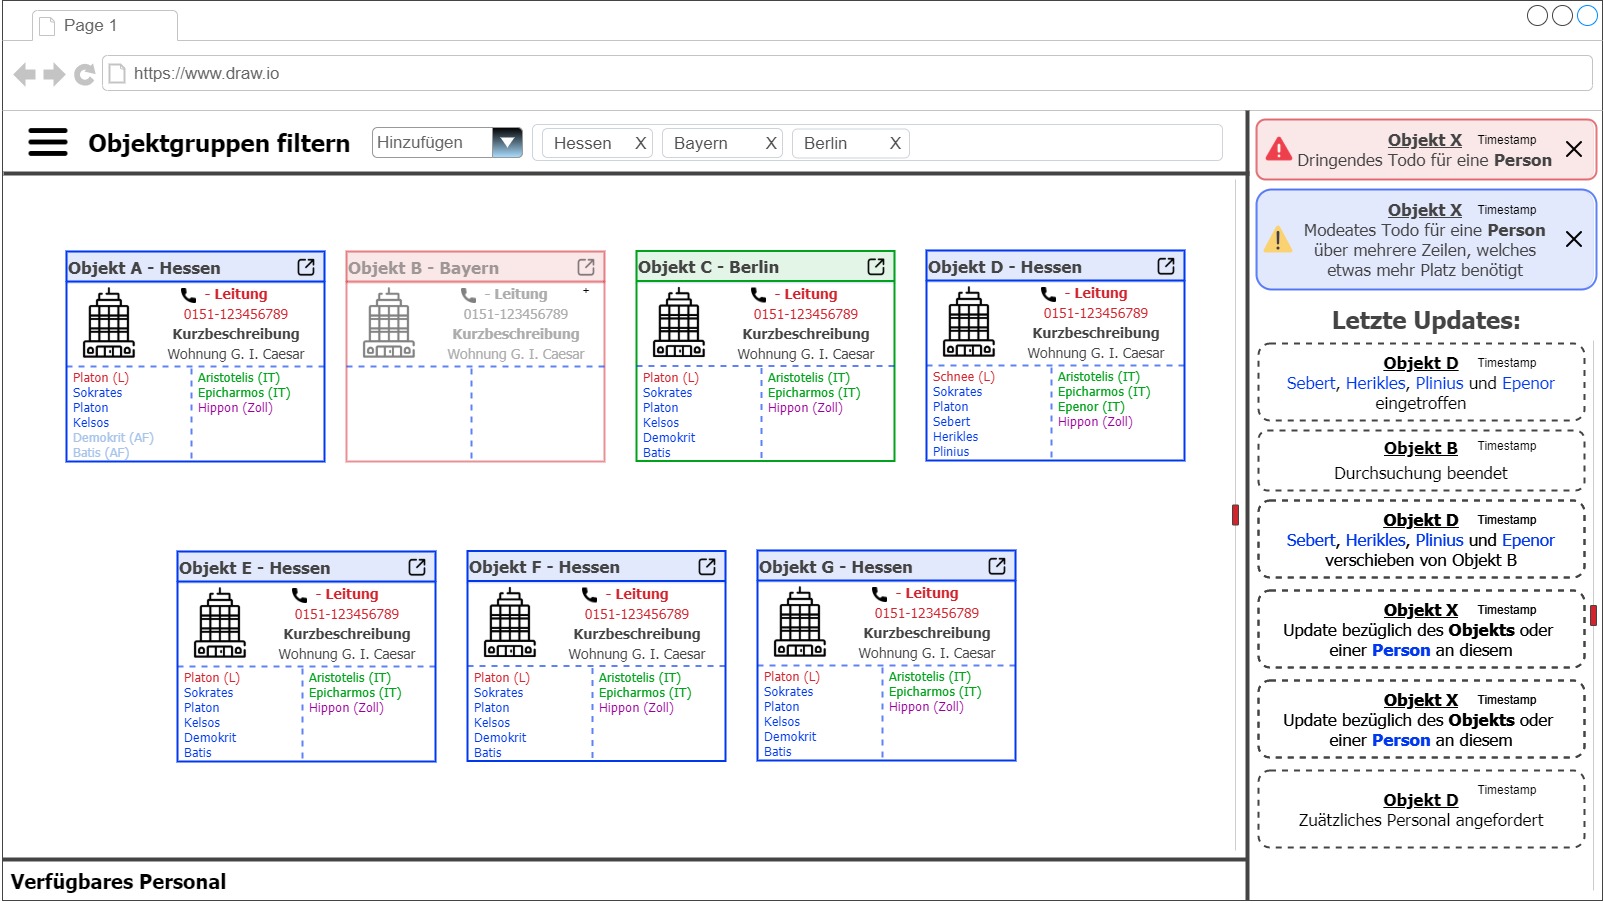 Page 1
https://www.draw.io
Objektgruppen filtern
Hinzufügen
Hessen X
Bayern X
Berlin X
Objekt A - Hessen
- Leitung
0151-123456789
Kurzbeschreibung
Wohnung G. I. Caesar
Platon (L)
Sokrates
Platon
Kelsos
Demokrit (AF)
Batis (AF)
Aristotelis (IT)
Epicharmos (IT)
Hippon (Zoll)
Objekt B - Bayern
- Leitung
+
0151-123456789
Kurzbeschreibung
Wohnung G. I. Caesar
Objekt C - Berlin
- Leitung
0151-123456789
Kurzbeschreibung
Wohnung G. I. Caesar
Platon (L)
Sokrates
Platon
Kelsos
Demokrit
Batis
Aristotelis (IT)
Epicharmos (IT)
Hippon (Zoll)
Objekt D - Hessen
- Leitung
0151-123456789
Kurzbeschreibung
Wohnung G. I. Caesar
Schnee (L)
Sokrates
Platon
Sebert
Herikles
Plinius
Aristotelis (IT)
Epicharmos (IT)
Epenor (IT)
Hippon (Zoll)
Objekt E - Hessen
- Leitung
0151-123456789
Kurzbeschreibung
Wohnung G. I. Caesar
Platon (L)
Sokrates
Platon
Kelsos
Demokrit
Batis
Aristotelis (IT)
Epicharmos (IT)
Hippon (Zoll)
Objekt F - Hessen
- Leitung
0151-123456789
Kurzbeschreibung
Wohnung G. I. Caesar
Platon (L)
Sokrates
Platon
Kelsos
Demokrit
Batis
Aristotelis (IT)
Epicharmos (IT)
Hippon (Zoll)
Objekt G - Hessen
- Leitung
0151-123456789
Kurzbeschreibung
Wohnung G. I. Caesar
Platon (L)
Sokrates
Platon
Kelsos
Demokrit
Batis
Aristotelis (IT)
Epicharmos (IT)
Hippon (Zoll)
Verfügbares Personal
Objekt X Timestamp
Dringendes Todo für eine Person
Objekt X Timestamp
Modeates Todo für eine Person
über mehrere Zeilen, welches
etwas mehr Platz benötigt
Letzte Updates:
Objekt D Timestamp
Sebert, Herikles, Plinius und Epenor
eingetroffen
Objekt B Timestamp
Durchsuchung beendet
Objekt D Timestamp
Sebert, Herikles, Plinius und Epenor
verschieben von Objekt B
Objekt X Timestamp
Update bezüglich des Objekts oder
einer Person an diesem
Objekt X Timestamp
Update bezüglich des Objekts oder
einer Person an diesem
Objekt D Timestamp
Zuätzliches Personal angefordert